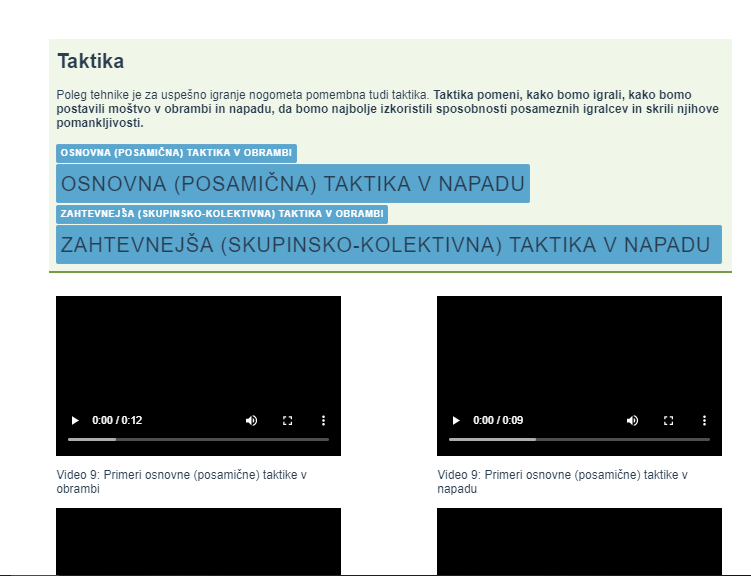 Taktika
Poleg tehnike je za uspešno igranje nogometa pomembna tudi taktika. Taktika pomeni, kako bomo igrali, kako bomo
postavili moštvo v obrambi in napadu, da bomo najbolje izkoristili sposobnosti posameznih igralcev in skrili njihove
pomankljivosti.
OSNOVNA (POSAMIČNA) TAKTIKA V OBRAMBI
OSNOVNA (POSAMIČNA) TAKTIKA V NAPADU
ZAHTEVNEJŠA (SKUPINSKO-KOLEKTIVNA) TAKTIKA V OBRAMBI
ZAHTEVNEJŠA (SKUPINSKO-KOLEKTIVNA) TAKTIKA V NAPADU
0:00 / 0:12
0:00 / 0:09
Video 9: Primeri osnovne (posamične) taktike v
obrambi
Video 9: Primeri osnovne (posamične) taktike v
napadu